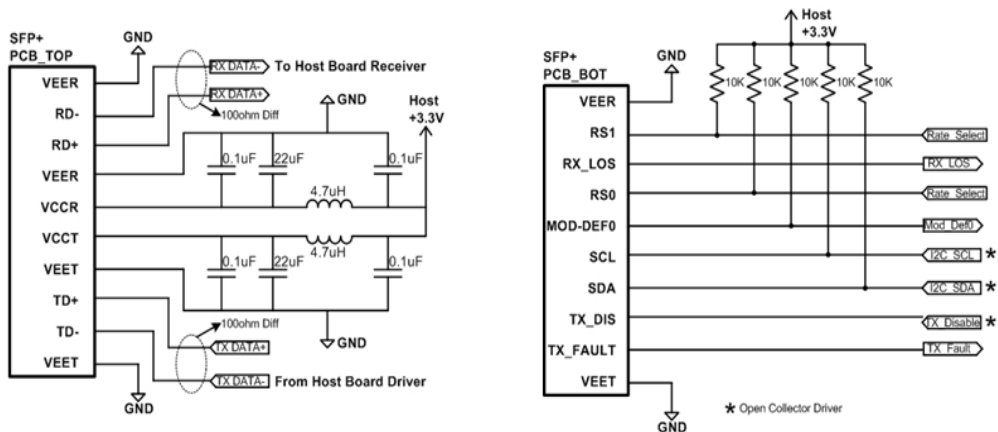 SFP+
PCB_TOP
GND
VEER
RD-
RD+
VEER
VCCR
VCCT
VEET
TD+
TD-
VEET
GND
RX DATA-
To Host Board Receiver
RX DATA+
100ohm Diff
GND
Host
+3.3V
0.1uF
22uF
0.1uF
4.7uH
4.7uH
0.1uF
22uF
0.1uF
100ohm Diff
GND
TX DATA+
TX DATA-
From Host Board Driver
SFP+
PCB_BOT
GND
Host
+3.3V
10K
10K
10K
10K
10K
VEER
RS1
Rate_Select
RX_LOS
RX_LOS
RS0
Rate_Select
MOD-DEF0
Mod_Def0
SCL
I2C_SCL *
SDA
I2C_SDA *
TX_DIS
TX_Disable *
TX_FAULT
TX_Fault
VEET
GND
* Open Collector Driver